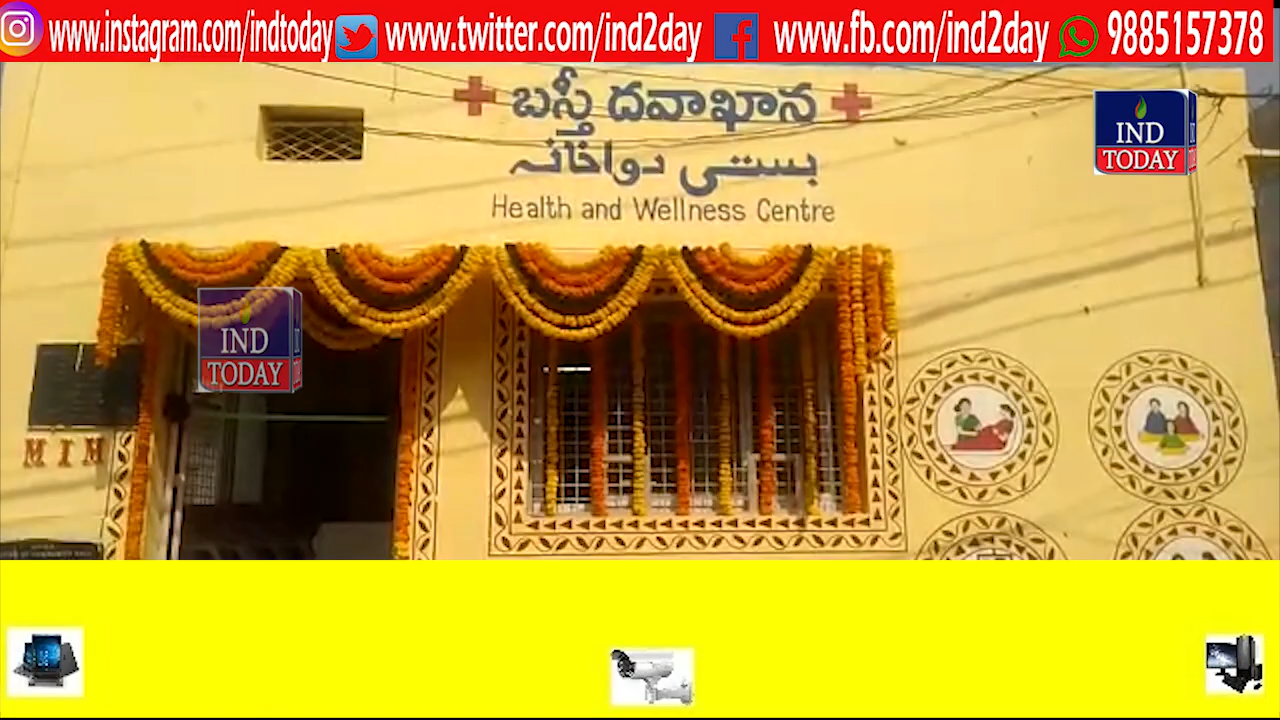 www.instagram.com/indtoday www.twitter.com/ind2day www.fb.com/ind2day 9885157378
బస్తీ దవాఖాన
بستی دواخانہ
Health and Wellness Centre
IND
TODAY
IND
TODAY
MIM